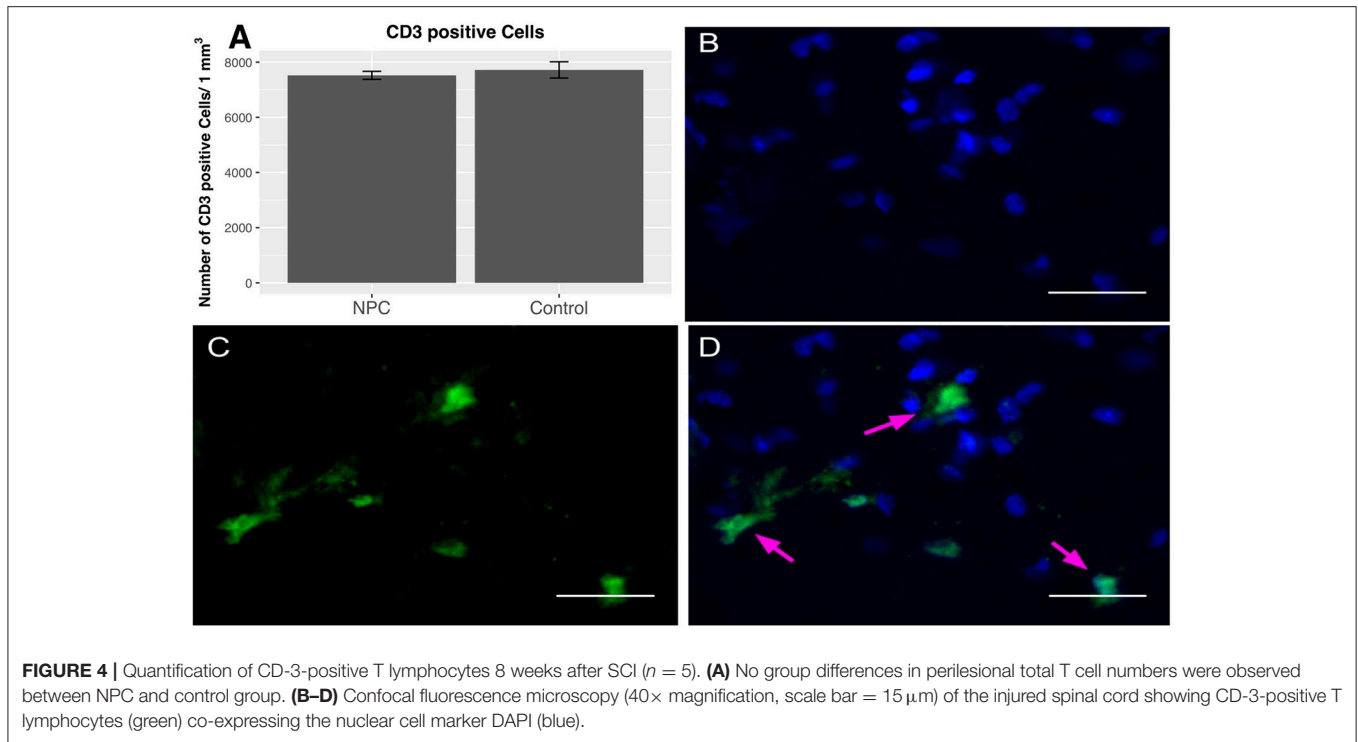 A
CD3 positive Cells
Number of CD3 positive Cells/ 1 mm³
8000
6000
4000
2000
0
NPC
Control
B
C
D
FIGURE 4 | Quantification of CD-3-positive T lymphocytes 8 weeks after SCI (n = 5). (A) No group differences in perilesional total T cell numbers were observed
between NPC and control group. (B–D) Confocal fluorescence microscopy (40× magnification, scale bar = 15 μm) of the injured spinal cord showing CD-3-positive T
lymphocytes (green) co-expressing the nuclear cell marker DAPI (blue).